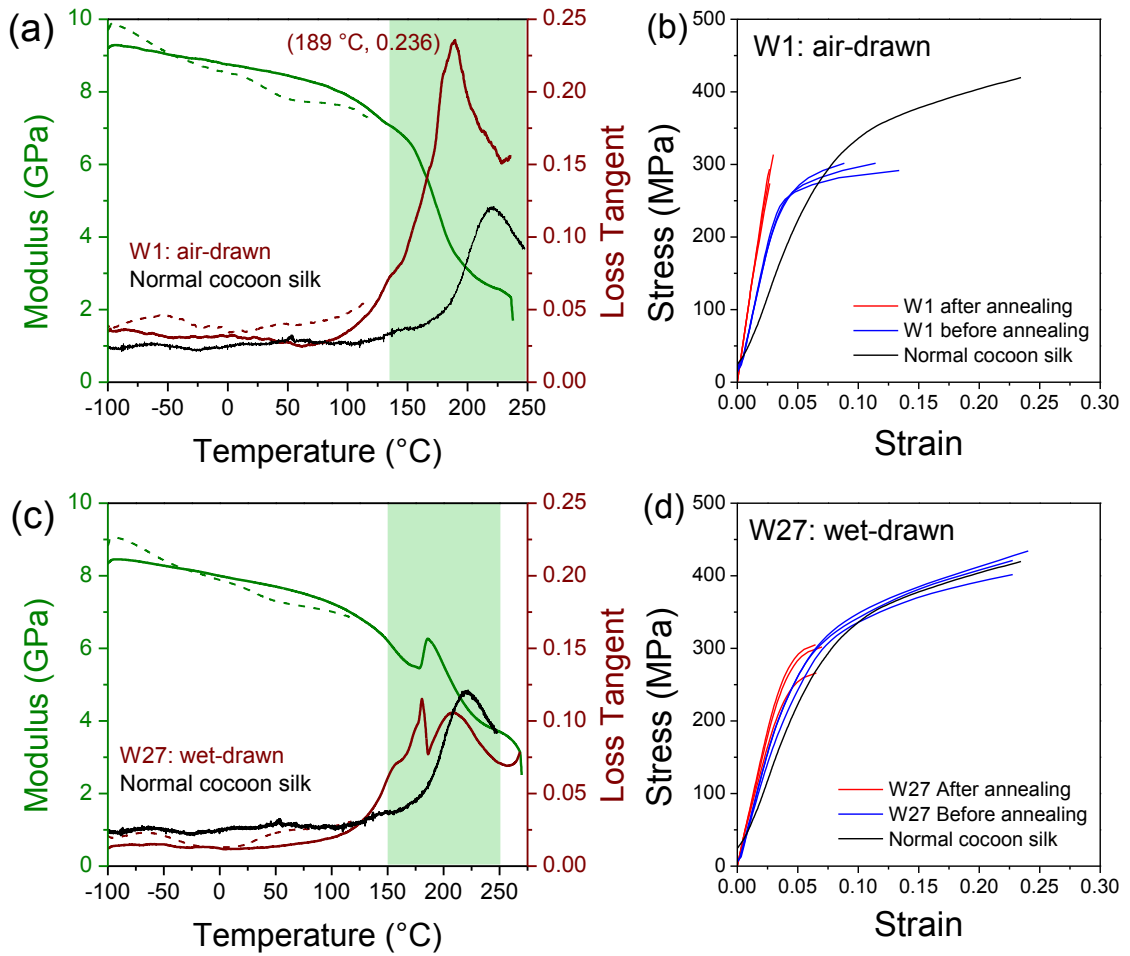 (a)
10
8
6
4
2
0
Modulus (GPa)
(189 °C, 0.236)
W1: air-drawn
Normal cocoon silk
0.25
0.20
0.15
0.10
0.05
0.00
Loss Tangent
-100 -50 0 50 100 150 200 250
Temperature (°C)
(b)
500
400
300
200
100
0
Stress (MPa)
W1: air-drawn
W1 after annealing
W1 before annealing
Normal cocoon silk
0.00 0.05 0.10 0.15 0.20 0.25 0.30
Strain
(c)
10
8
6
4
2
0
Modulus (GPa)
W27: wet-drawn
Normal cocoon silk
0.25
0.20
0.15
0.10
0.05
0.00
Loss Tangent
-100 -50 0 50 100 150 200 250
Temperature (°C)
(d)
500
400
300
200
100
0
Stress (MPa)
W27: wet-drawn
W27 After annealing
W27 Before annealing
Normal cocoon silk
0.00 0.05 0.10 0.15 0.20 0.25 0.30
Strain